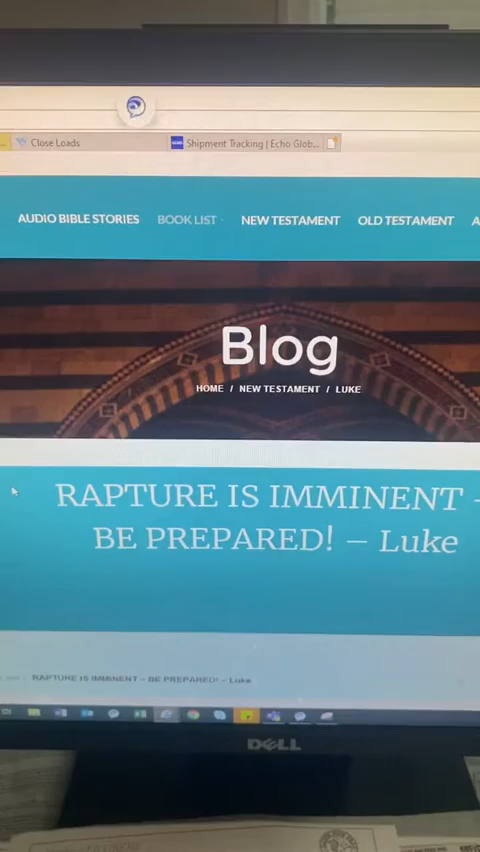 Close Loads
Shipment Tracking | Echo Glob...
AUDIO BIBLE STORIES BOOK LIST NEW TESTAMENT OLD TESTAMENT A
Blog
HOME / NEW TESTAMENT / LUKE
RAPTURE IS IMMINENT –
BE PREPARED! – Luke
RAPTURE IS IMMINENT – BE PREPARED! – Luke
DELL